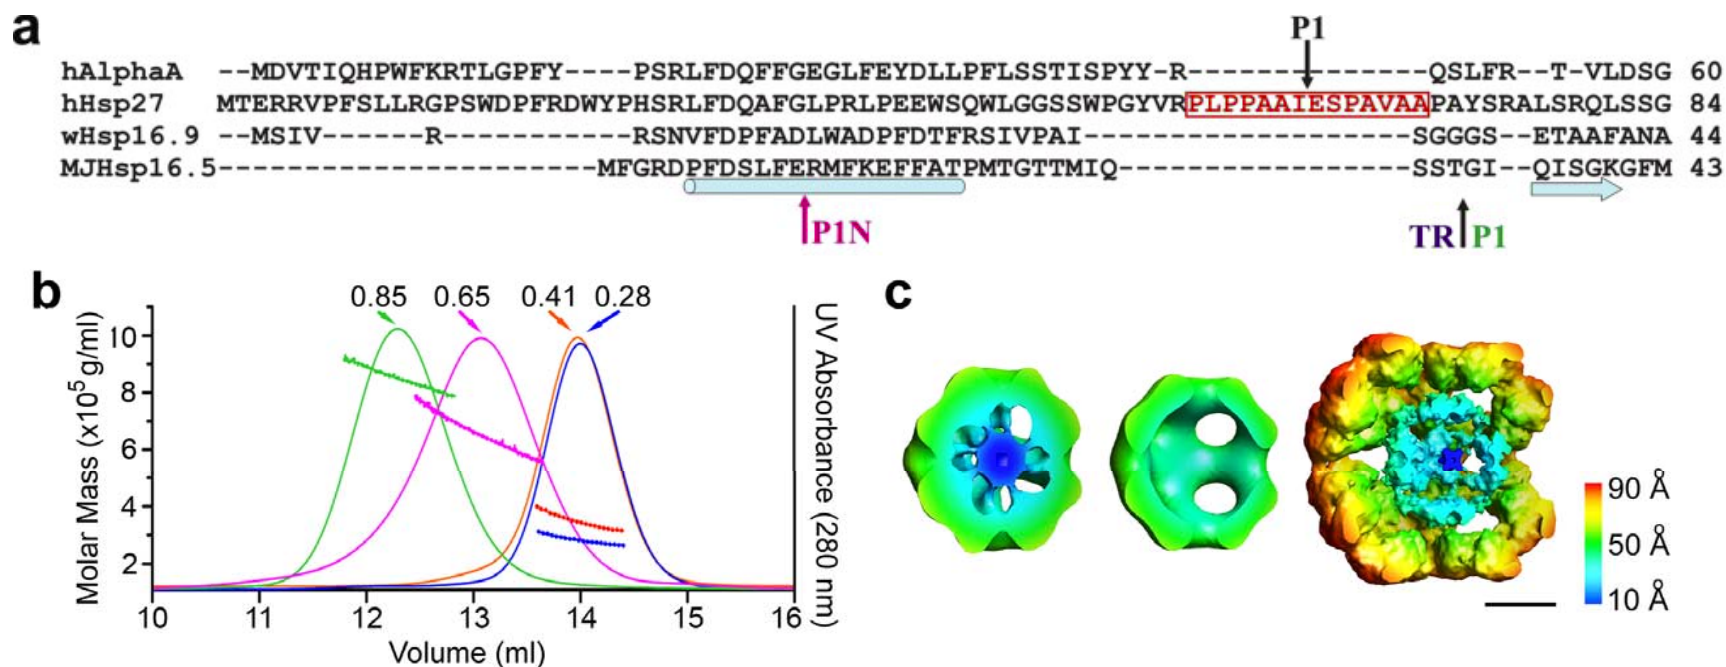 a
P1
hAlphaA --MDVTIQHPWFKRTLGPFY----PSRLFDQFFGEGLFEYDLLPFLSSTISPYY-R---------------QSLFR--T-VLDSG 60
hHsp27 MTERRVPFSLLRGPSWDPFRDWYPHSRLFDQAFGLPRLPEEWSQWLGGSSWPGYVRPLPPAAIESPAVAAPAYSRALSRQLSSG 84
wHsp16.9 --MSIV------R------------RSNVFDPFADLWADPFDTFRSIVPAI---------------------SGGGS--ETAAFANA 44
MJHsp16.5------------------------MFGRDPFDSLFERMFKEFFATPMTGTTMIQ-------------------SSTGI--QISGKGFM 43
P1N
TR P1
b
0.85 0.65 0.41 0.28
Molar Mass (x10⁵ g/ml)
10
8
6
4
2
10 11 12 13 14 15 16
Volume (ml)
UV Absorbance (280 nm)
c
90 Å
50 Å
10 Å